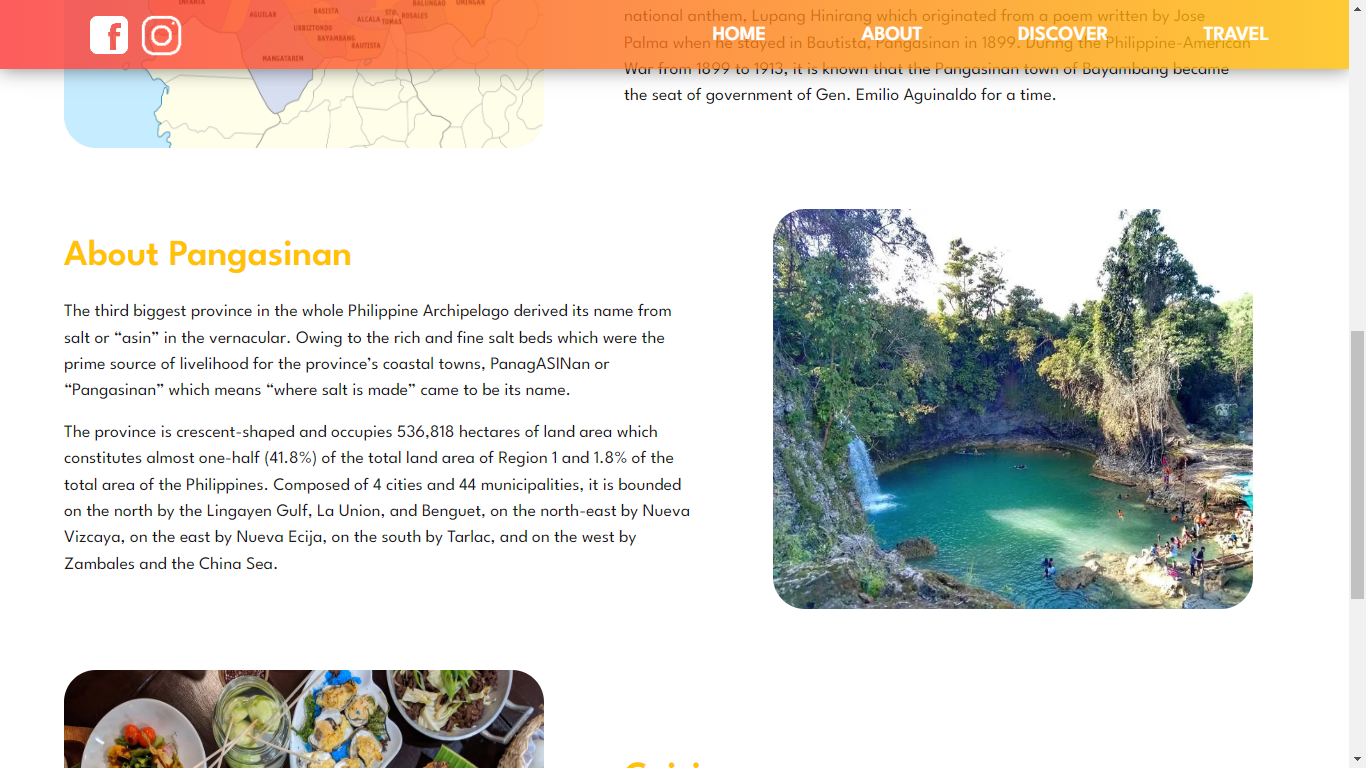 INFANTA
AGUILAR
URBIZTONDO
BASISTA
BAYAMBANG
BAUTISTA
MANGATAREM
ALCALA
STO. TOMAS
ROSALES
BALUNGAO
UMINGAN
HOME
ABOUT
DISCOVER
TRAVEL
national anthem, Lupang Hinirang which originated from a poem written by Jose
Palma when he stayed in Bautista, Pangasinan in 1899. During the Philippine-American
War from 1899 to 1913, it is known that the Pangasinan town of Bayambang became
the seat of government of Gen. Emilio Aguinaldo for a time.
About Pangasinan
The third biggest province in the whole Philippine Archipelago derived its name from
salt or “asin” in the vernacular. Owing to the rich and fine salt beds which were the
prime source of livelihood for the province’s coastal towns, PanagASINan or
“Pangasinan” which means “where salt is made” came to be its name.
The province is crescent-shaped and occupies 536,818 hectares of land area which
constitutes almost one-half (41.8%) of the total land area of Region 1 and 1.8% of the
total area of the Philippines. Composed of 4 cities and 44 municipalities, it is bounded
on the north by the Lingayen Gulf, La Union, and Benguet, on the north-east by Nueva
Vizcaya, on the east by Nueva Ecija, on the south by Tarlac, and on the west by
Zambales and the China Sea.